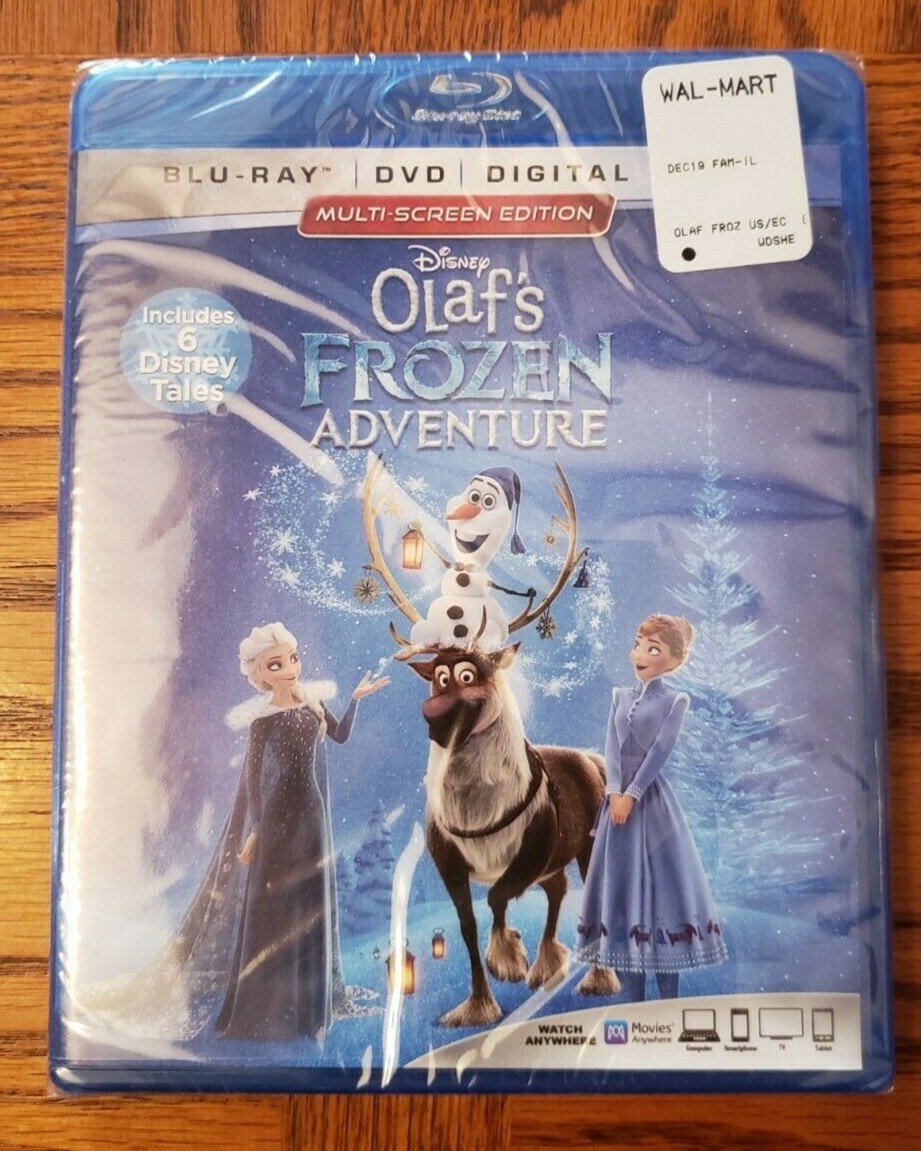 Blu-ray Disc
WAL-MART
DEC19 FAM-IL
OLAF FROZ US/EC E
WDSHE
BLU-RAY™ | DVD | DIGITAL
MULTI-SCREEN EDITION
Disney
Olaf's
FROZEN
ADVENTURE
Includes
6
Disney
Tales
WATCH
ANYWHERE
Movies
Anywhere
Computer
Smartphone
TV
Tablet